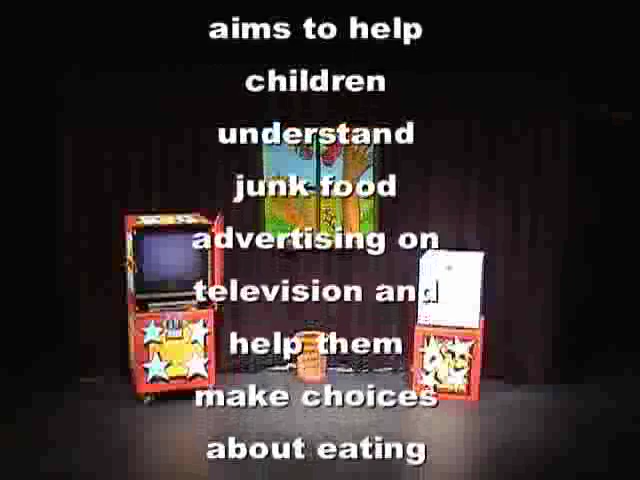 aims to help
children
understand
junk food
advertising on
television and
help them
make choices
about eating